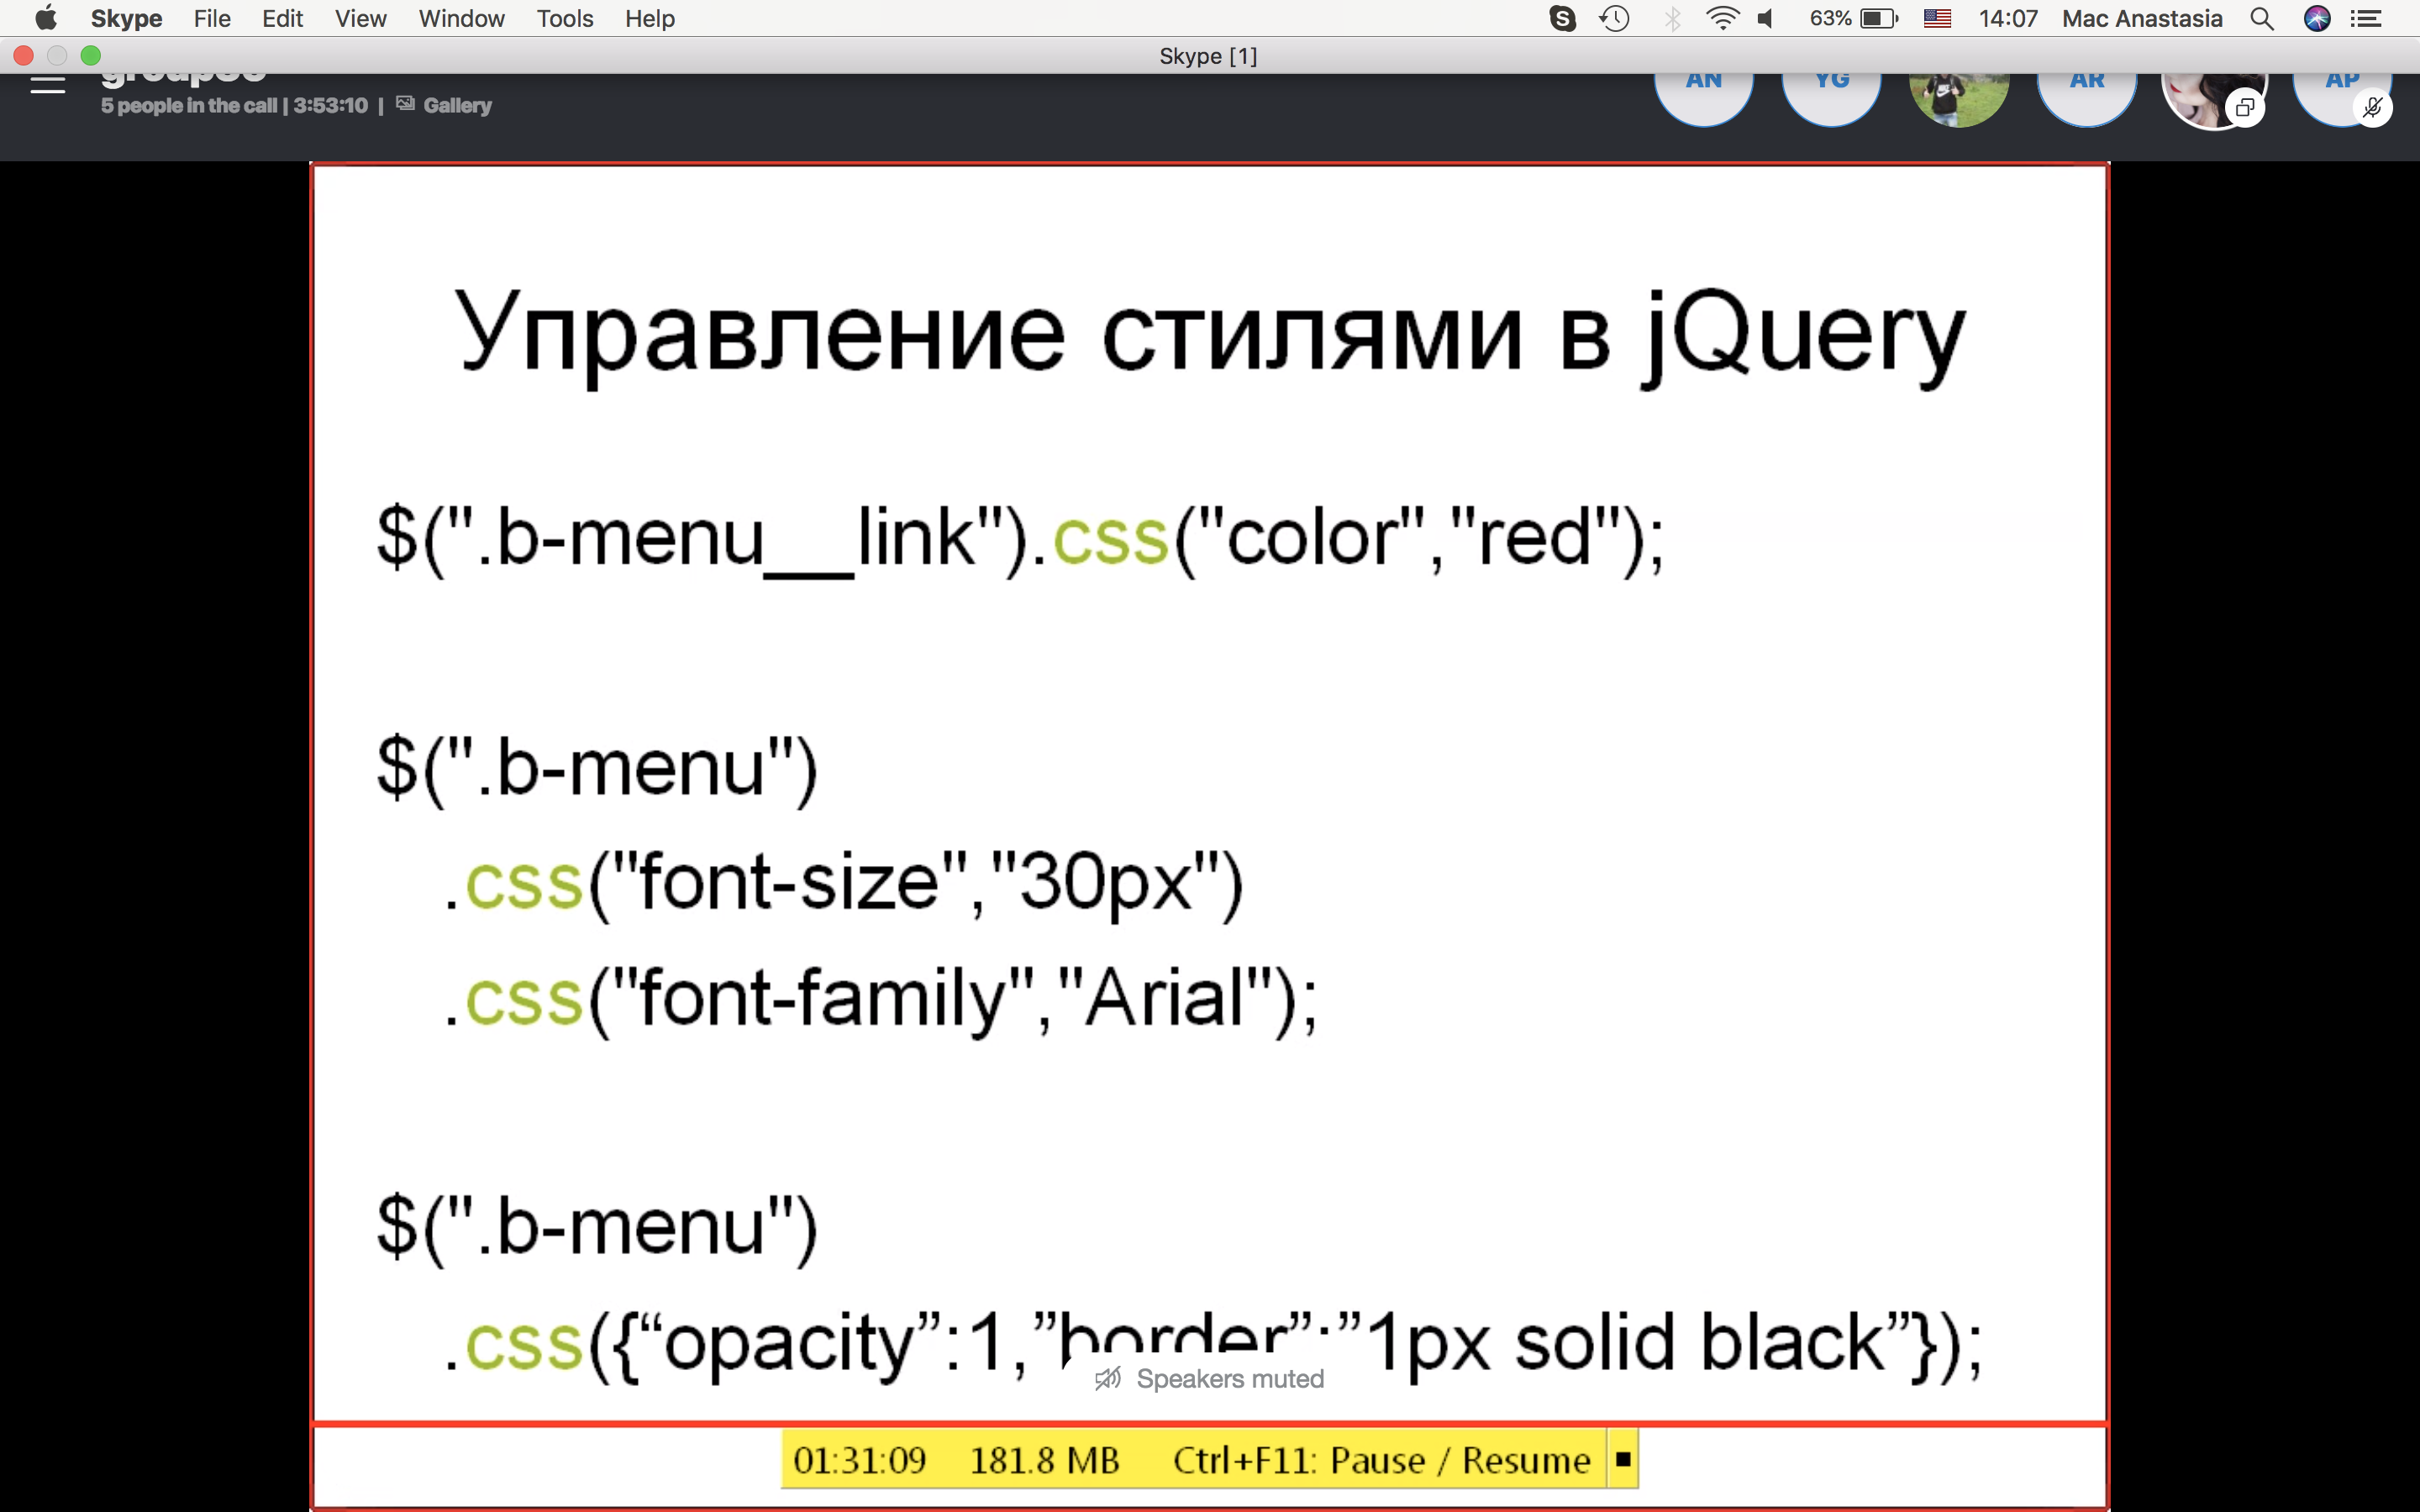 Skype File Edit View Window Tools Help 63% 14:07 Mac Anastasia
Skype [1]
5 people in the call | 3:53:10 | Gallery
AN YG AR AP
Управление стилями в jQuery
$(".b-menu__link").css("color","red");
$(".b-menu")
.css("font-size","30px")
.css("font-family","Arial");
$(".b-menu")
.css({“opacity”:1,”border”:”1px solid black”});
Speakers muted
01:31:09 181.8 MB Ctrl+F11: Pause / Resume